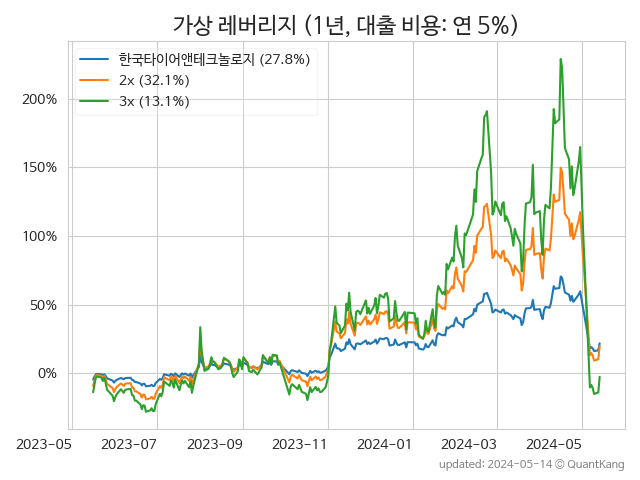 가상 레버리지 (1년, 대출 비용: 연 5%)
한국타이어앤테크놀로지 (27.8%)
2x (32.1%)
3x (13.1%)
200%
150%
100%
50%
0%
2023-05
2023-07
2023-09
2023-11
2024-01
2024-03
2024-05
updated: 2024-05-14 © QuantKang